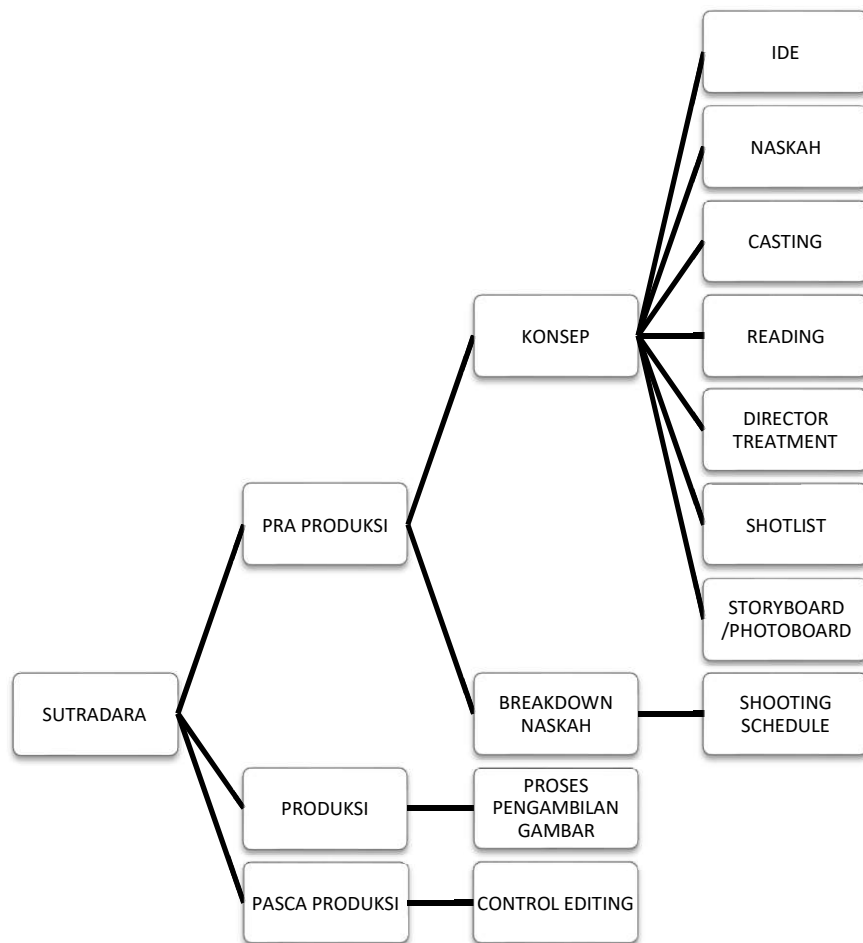 IDE
NASKAH
CASTING
KONSEP
READING
DIRECTOR
TREATMENT
PRA PRODUKSI
SHOTLIST
STORYBOARD
/PHOTOBOARD
SUTRADARA
BREAKDOWN
NASKAH
SHOOTING
SCHEDULE
PRODUKSI
PROSES
PENGAMBILAN
GAMBAR
PASCA PRODUKSI
CONTROL EDITING